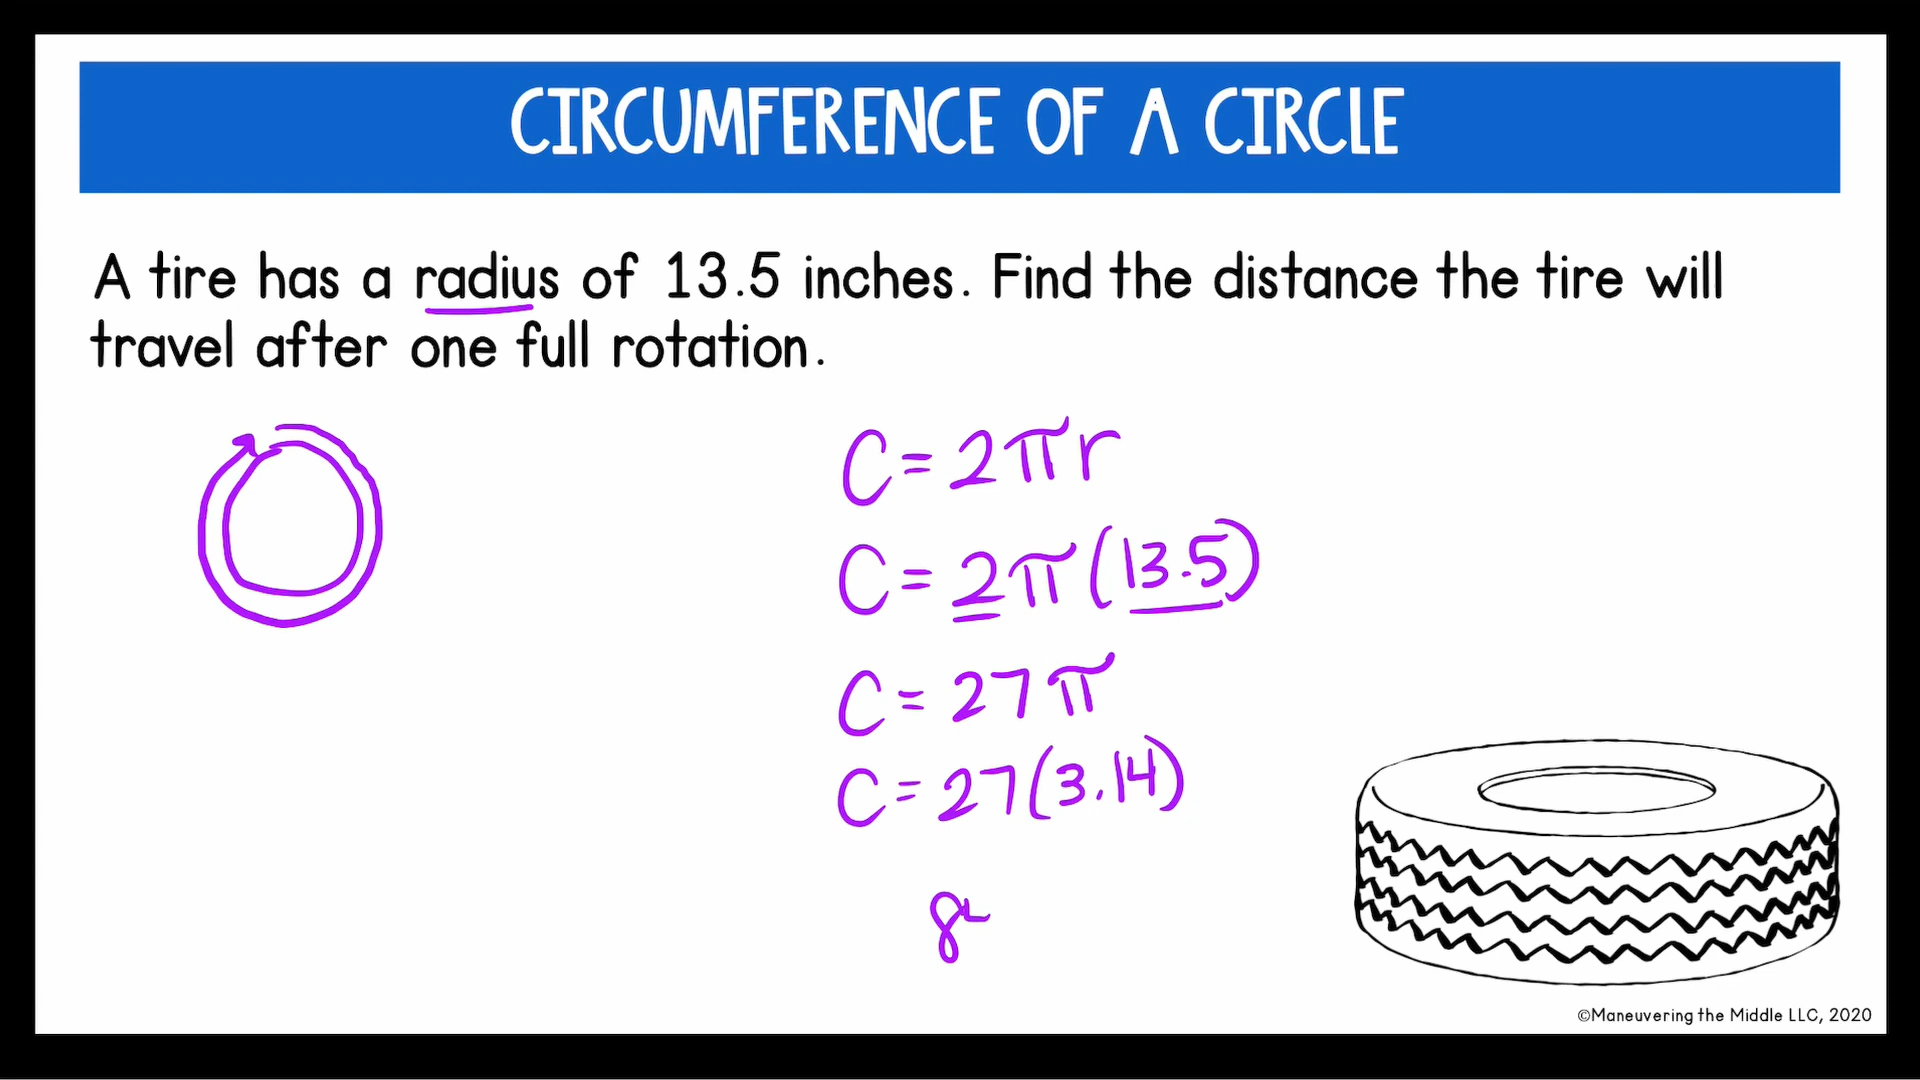 CIRCUMFERENCE OF A CIRCLE
A tire has a radius of 13.5 inches. Find the distance the tire will
travel after one full rotation.
C = 2πr
C = 2π(13.5)
C = 27π
C = 27(3.14)
8
©Maneuvering the Middle LLC, 2020